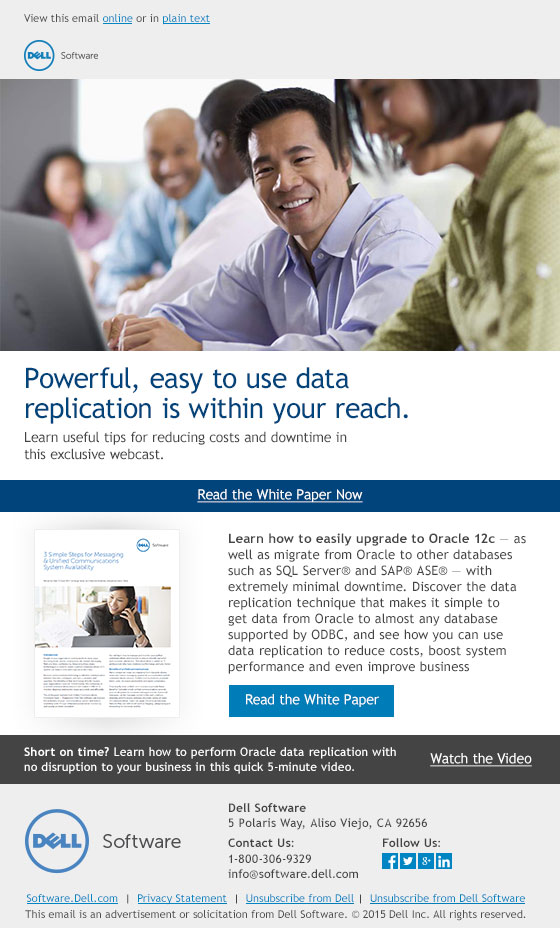 View this email online or in plain text
DELL Software
Powerful, easy to use data
replication is within your reach.
Learn useful tips for reducing costs and downtime in
this exclusive webcast.
Read the White Paper Now
DELL Software
3 Simple Steps for Messaging
& Unified Communications
System Availability
Learn how to easily upgrade to Oracle 12c — as
well as migrate from Oracle to other databases
such as SQL Server® and SAP® ASE® — with
extremely minimal downtime. Discover the data
replication technique that makes it simple to
get data from Oracle to almost any database
supported by ODBC, and see how you can use
data replication to reduce costs, boost system
performance and even improve business
Read the White Paper
Short on time? Learn how to perform Oracle data replication with
no disruption to your business in this quick 5-minute video.
Watch the Video
DELL Software
Dell Software
5 Polaris Way, Aliso Viejo, CA 92656
Contact Us:
1-800-306-9329
info@software.dell.com
Follow Us:
f g+ in
Software.Dell.com | Privacy Statement | Unsubscribe from Dell | Unsubscribe from Dell Software
This email is an advertisement or solicitation from Dell Software. © 2015 Dell Inc. All rights reserved.